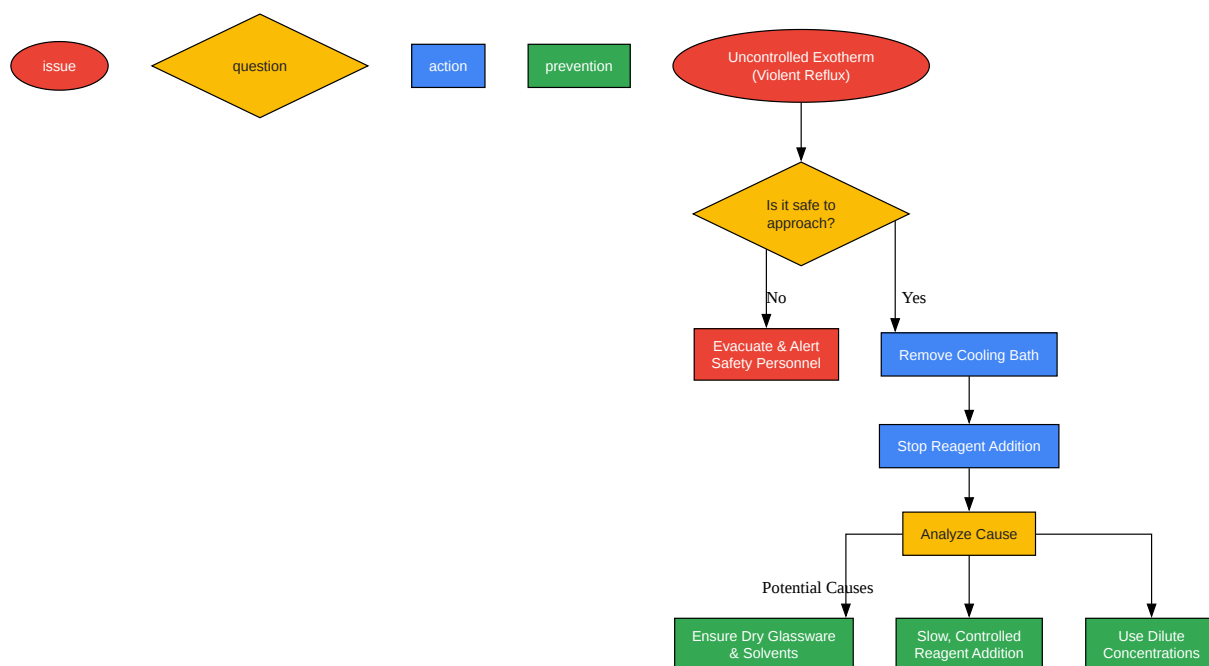 issue
question
action
prevention
Uncontrolled Exotherm
(Violent Reflux)
Is it safe to
approach?
No
Yes
Evacuate & Alert
Safety Personnel
Remove Cooling Bath
Stop Reagent Addition
Analyze Cause
Potential Causes
Ensure Dry Glassware
& Solvents
Slow, Controlled
Reagent Addition
Use Dilute
Concentrations